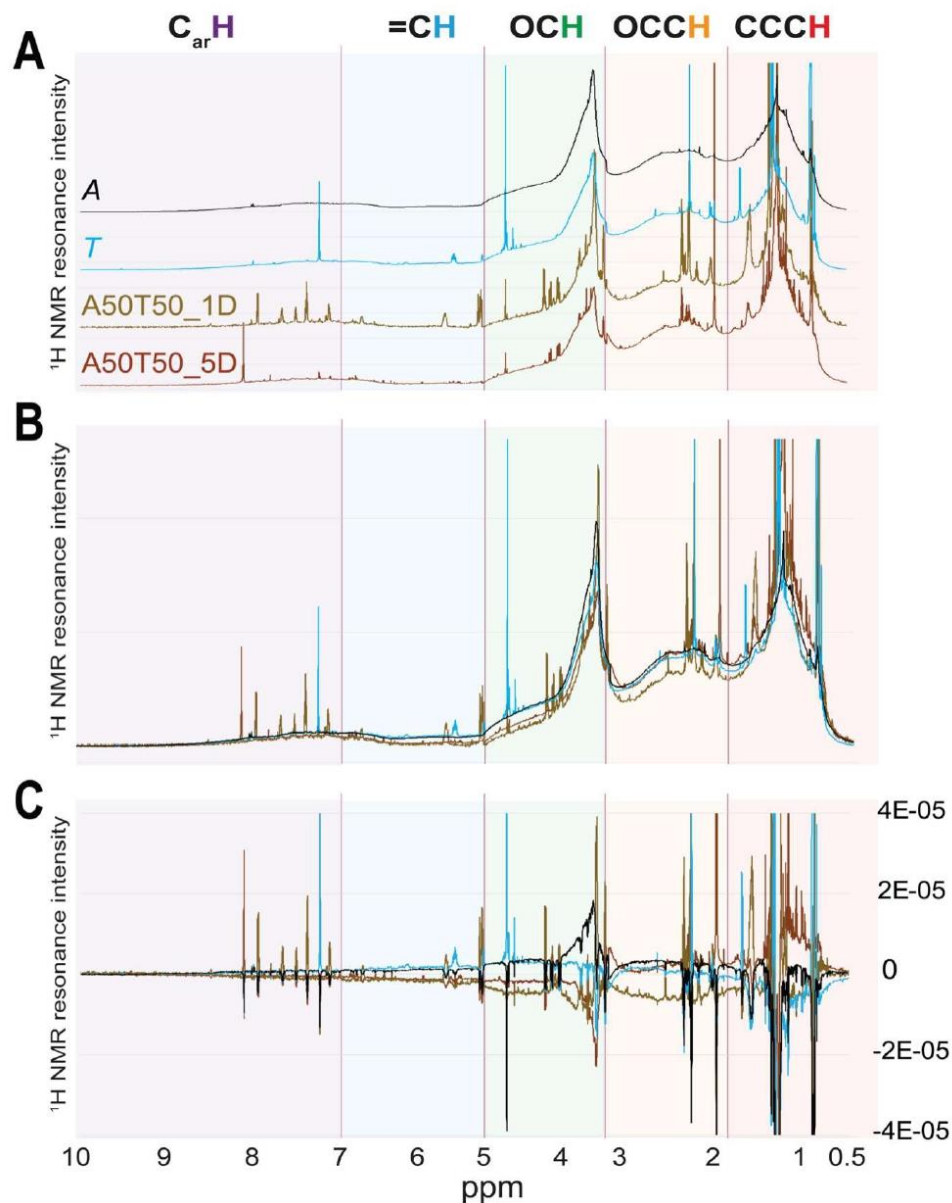 CarH =CH OCH OCCH CCCH
A
¹H NMR resonance intensity
A
T
A50T50_1D
A50T50_5D
B
¹H NMR resonance intensity
C
¹H NMR resonance intensity
4E-05
2E-05
0
-2E-05
-4E-05
10 9 8 7 6 5 4 3 2 1 0.5
ppm